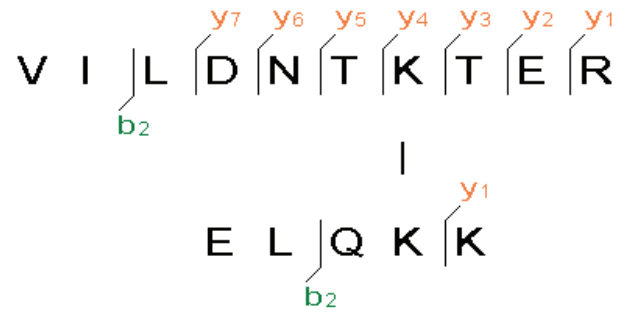 y7 y6 y5 y4 y3 y2 y1
V I L D N T K T E R
b2
y1
E L Q K K
b2